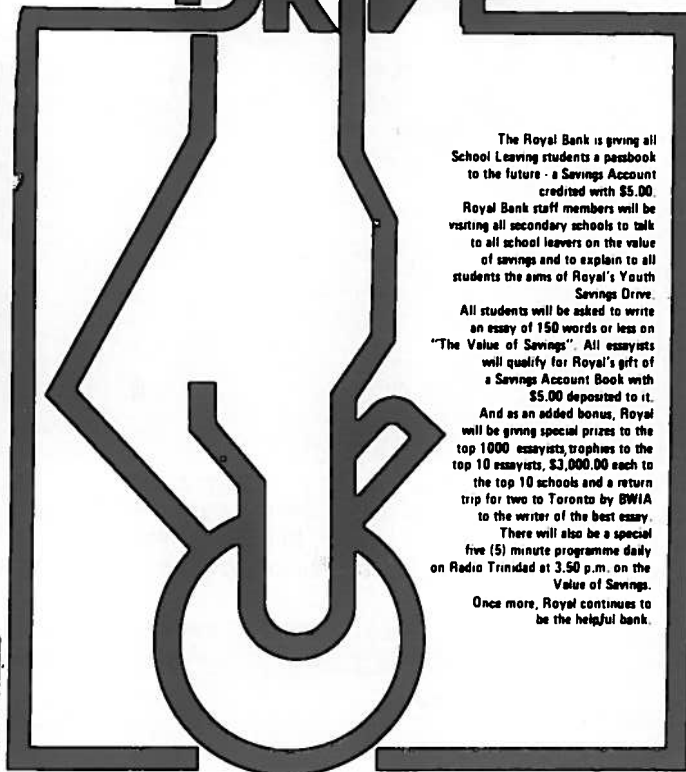 DRIVE
The Royal Bank is giving all
School Leaving students a passbook
to the future - a Savings Account
credited with $5.00.
Royal Bank staff members will be
visiting all secondary schools to talk
to all school leavers on the value
of savings and to explain to all
students the aims of Royal's Youth
Savings Drive.
All students will be asked to write
an essay of 150 words or less on
"The Value of Savings". All essayists
will qualify for Royal's gift of
a Savings Account Book with
$5.00 deposited to it.
And as an added bonus, Royal
will be giving special prizes to the
top 1000 essayists, trophies to the
top 10 essayists, $3,000.00 each to
the top 10 schools and a return
trip for two to Toronto by BWIA
to the writer of the best essay.
There will also be a special
five (5) minute programme daily
on Radio Trinidad at 3.50 p.m. on the
Value of Savings.
Once more, Royal continues to
be the helpful bank.